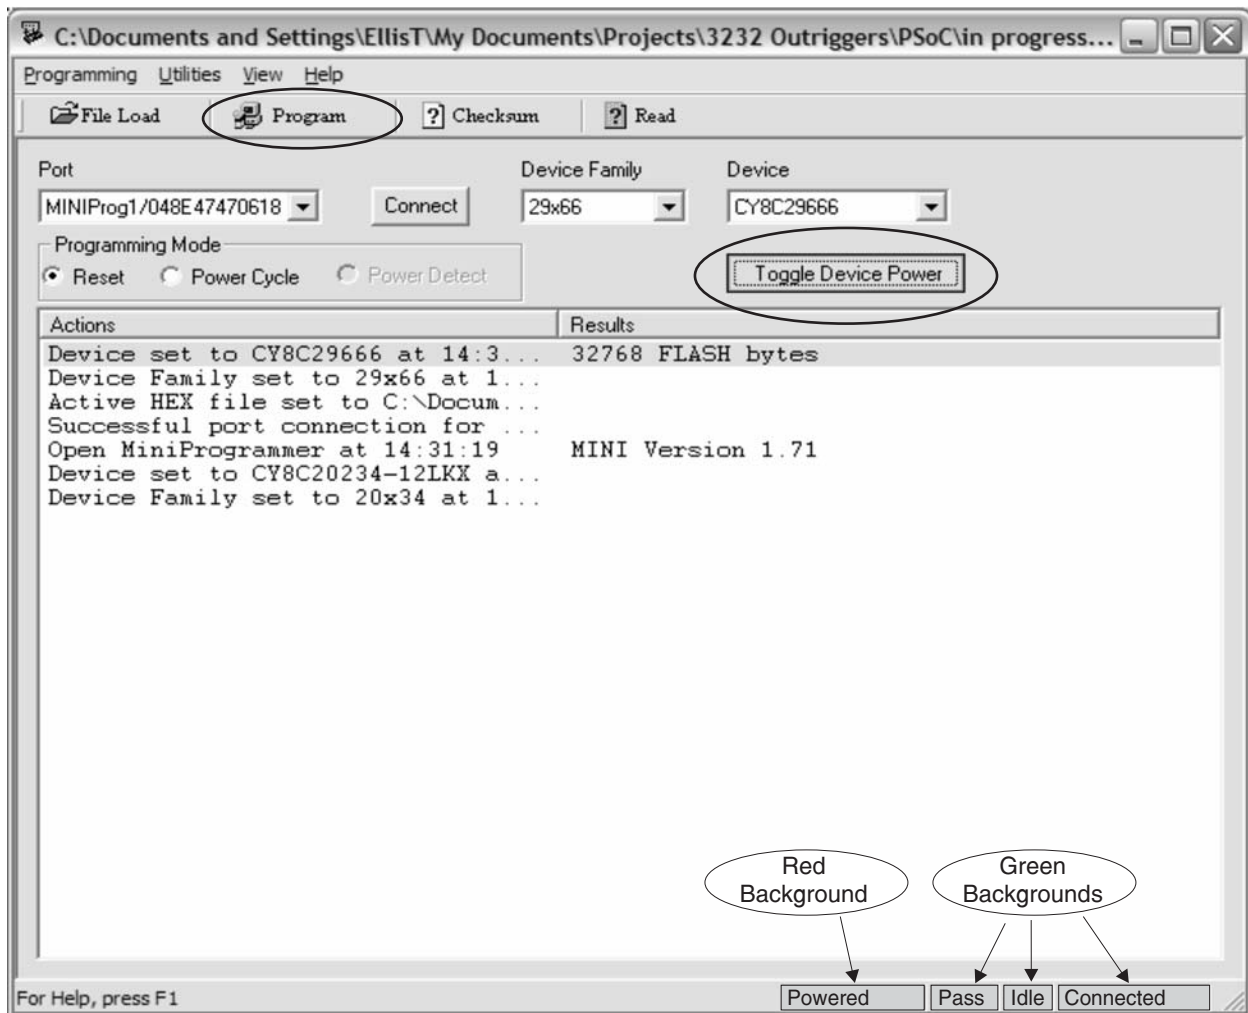 C:\Documents and Settings\EllisT\My Documents\Projects\3232 Outriggers\PSoC\in progress...
Programming Utilities View Help
File Load Program Checksum Read
Port Device Family Device
MINIProg1/048E47470618 Connect 29x66 CY8C29666
Programming Mode
Reset Power Cycle Power Detect Toggle Device Power
Actions Results
Device set to CY8C29666 at 14:3... 32768 FLASH bytes
Device Family set to 29x66 at 1...
Active HEX file set to C:\Docum...
Successful port connection for ...
Open MiniProgrammer at 14:31:19 MINI Version 1.71
Device set to CY8C20234-12LKX a...
Device Family set to 20x34 at 1...
Red Background
Green Backgrounds
For Help, press F1 Powered Pass Idle Connected